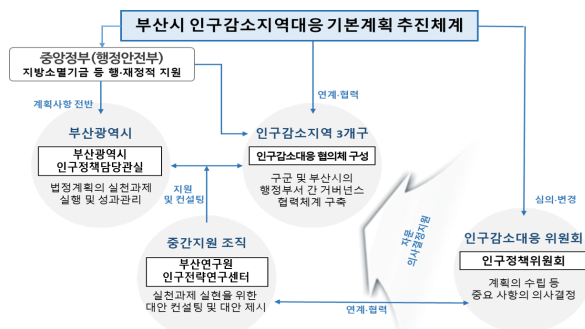 부산시 인구감소지역대응 기본계획 추진체계
중앙정부(행정안전부)
지방소멸기금 등 행·재정적 지원
계획사항 전반
연계·협력
부산광역시
부산광역시
인구정책담당관실
법정계획의 실천과제
실행 및 성과관리
지원
및 컨설팅
인구감소지역 3개구
인구감소대응 협의체 구성
구군 및 부산시의
행정부서 간 거버넌스
협력체계 구축
자문
의사결정지원
심의·변경
중간지원 조직
부산연구원
인구전략연구센터
실천과제 실현을 위한
대안 컨설팅 및 대안 제시
연계·협력
인구감소대응 위원회
인구정책위원회
계획의 수립 등
중요 사항의 의사결정